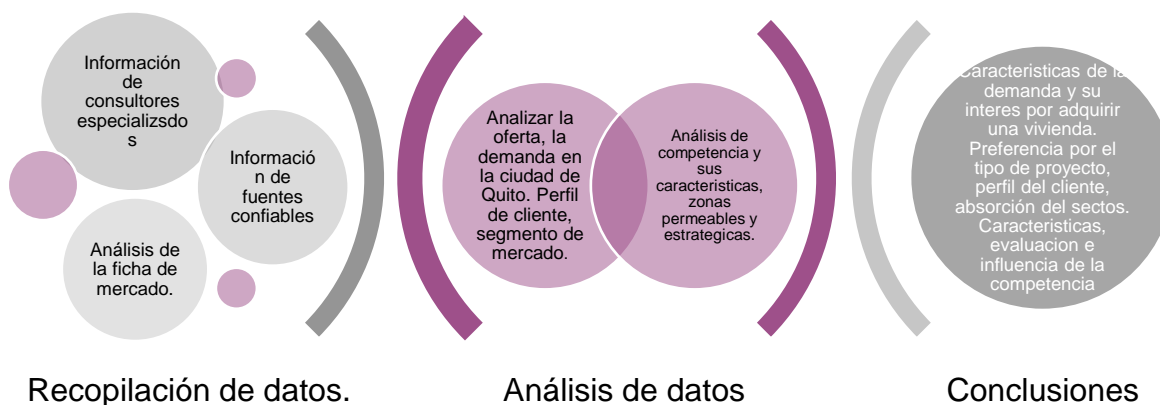 Información
de
consultores
especializsdo
s
Informació
n de
fuentes
confiables
Análisis de
la ficha de
mercado.
Recopilación de datos.
Analizar la
oferta, la
demanda en
la ciudad de
Quito. Perfil
de cliente,
segmento de
mercado.
Análisis de
competencia y
sus
caracteristicas,
zonas
permeables y
estrategicas.
Análisis de datos
Caracteristicas de la
demanda y su
interes por adquirir
una vivienda.
Preferencia por el
tipo de proyecto,
perfil del cliente,
absorción del sectos.
Caracteristicas,
evaluacion e
influencia de la
competencia
Conclusiones